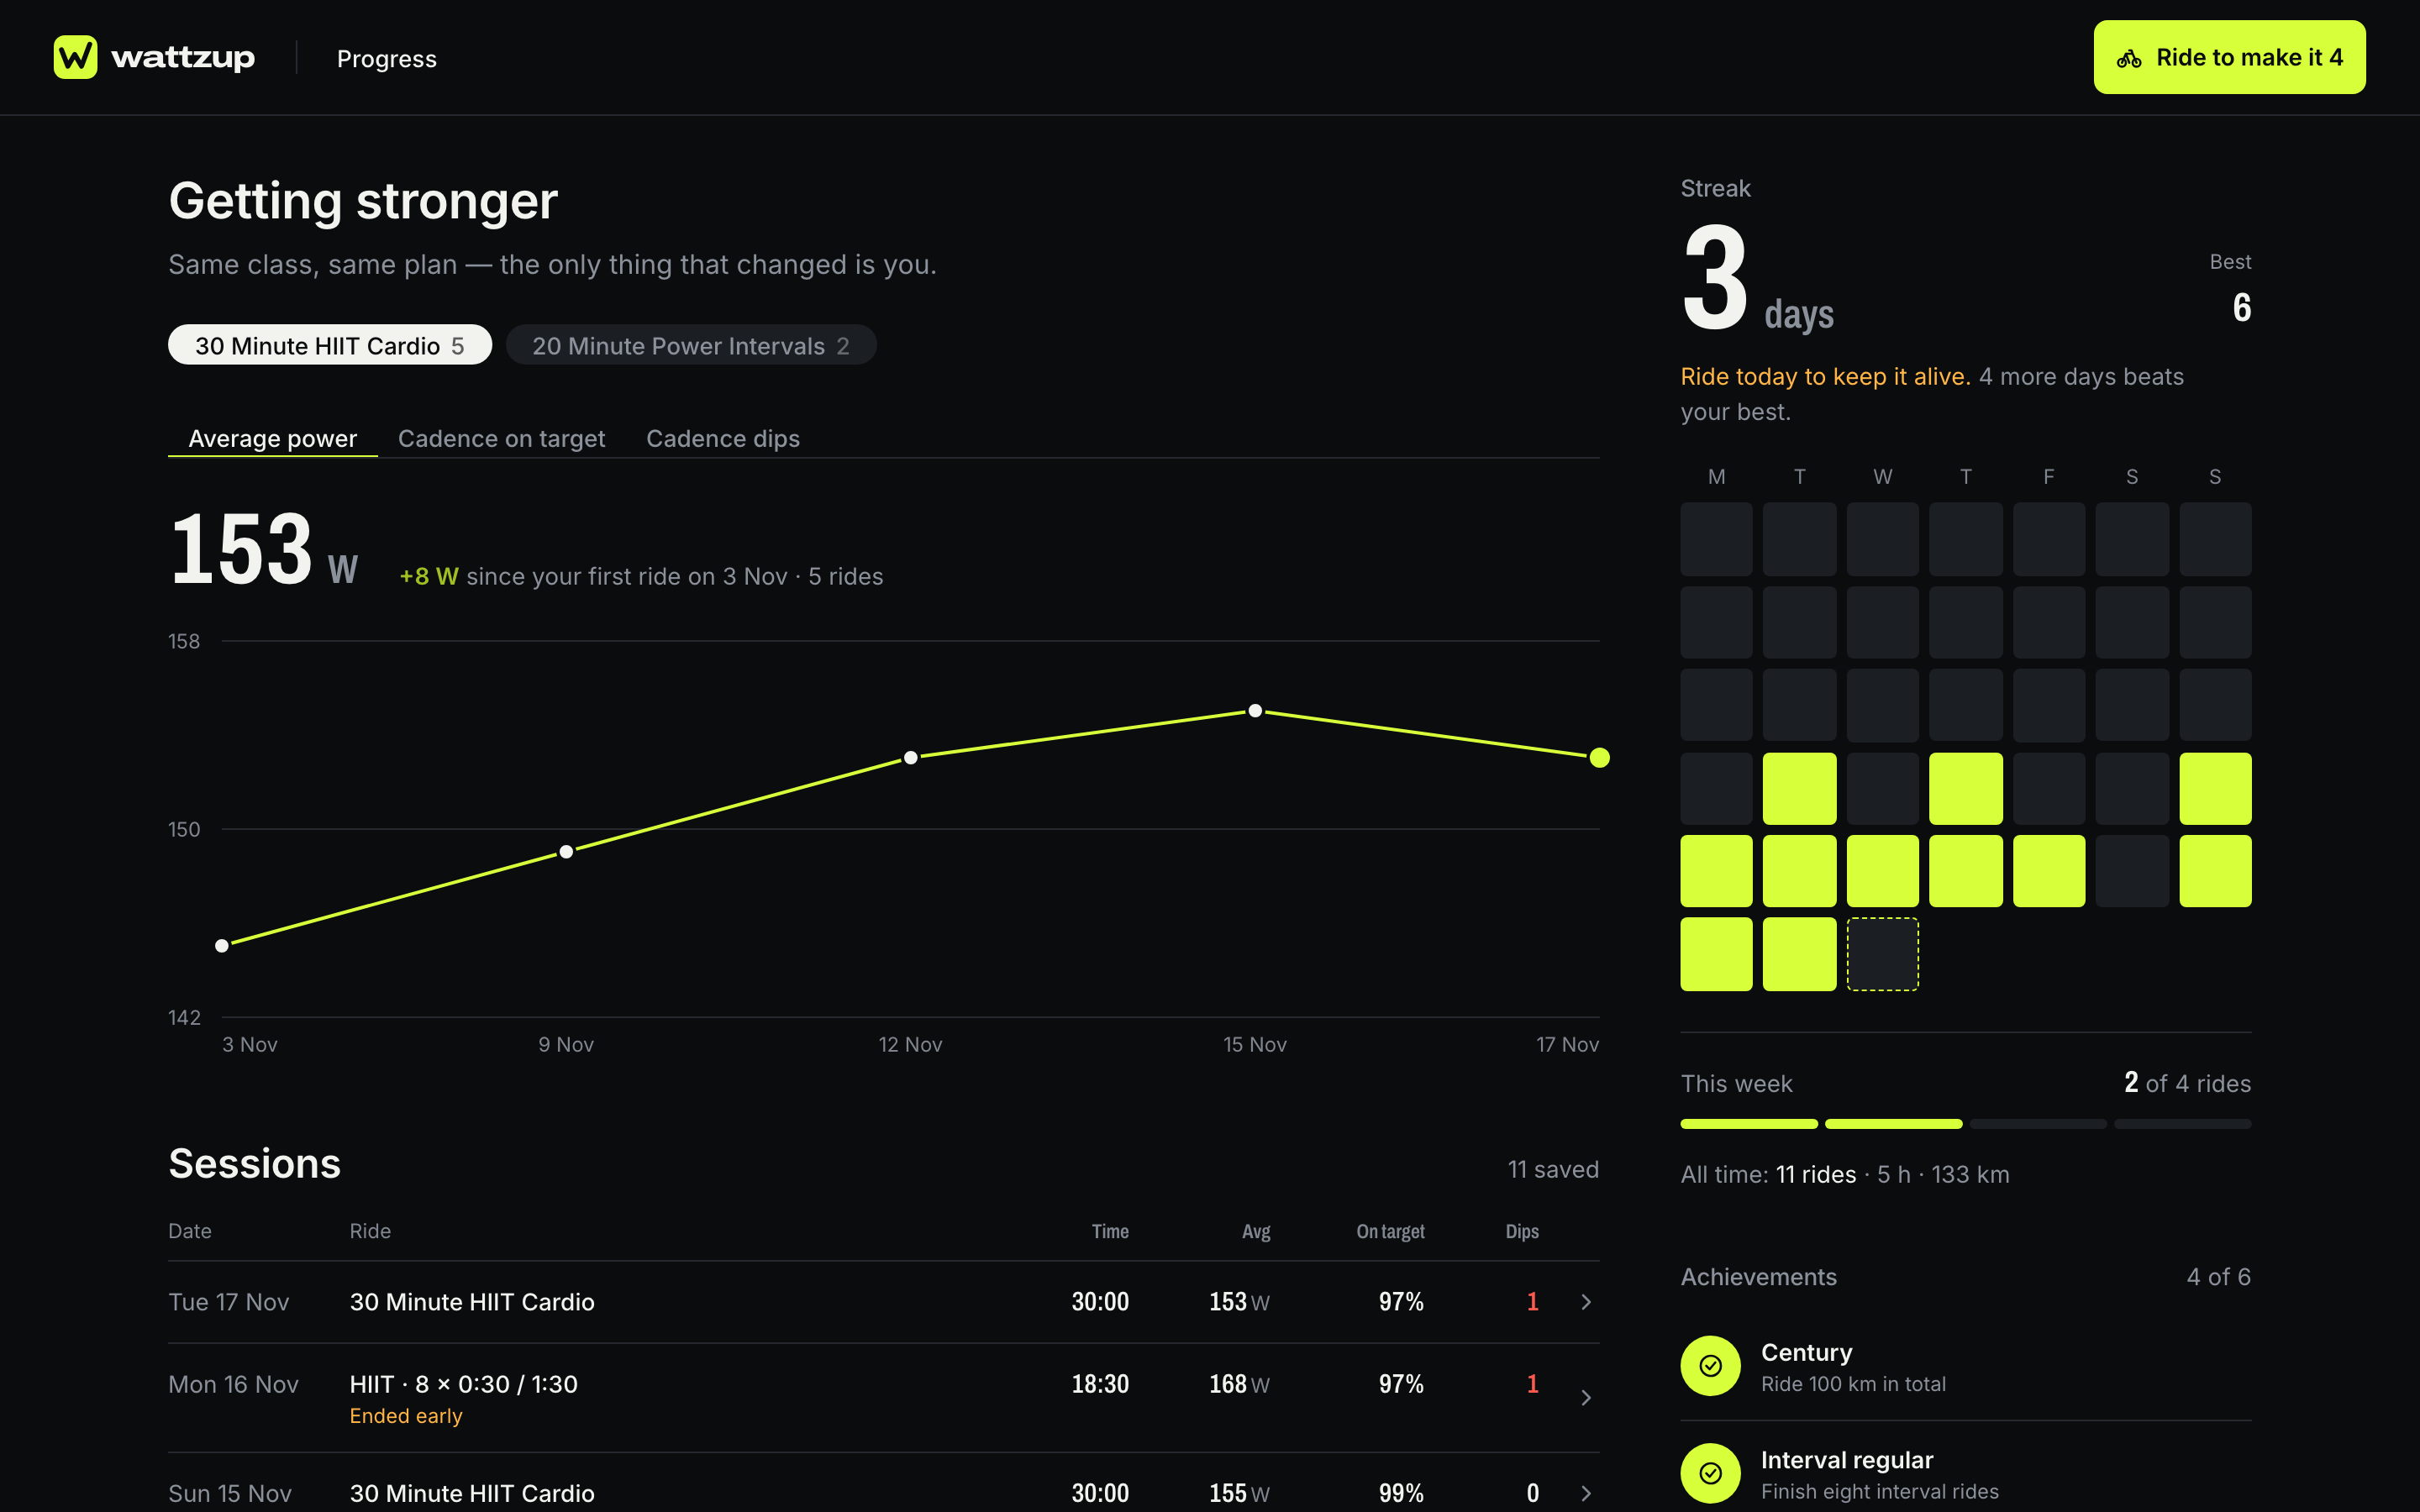 wattzup
Progress
Ride to make it 4
Getting stronger
Same class, same plan — the only thing that changed is you.
30 Minute HIIT Cardio 5
20 Minute Power Intervals 2
Average power
Cadence on target
Cadence dips
153 W
+8 W since your first ride on 3 Nov · 5 rides
158
150
142
3 Nov
9 Nov
12 Nov
15 Nov
17 Nov
Sessions
11 saved
Date Ride Time Avg On target Dips
Tue 17 Nov 30 Minute HIIT Cardio 30:00 153 W 97% 1
Mon 16 Nov HIIT · 8 × 0:30 / 1:30 18:30 168 W 97% 1
Ended early
Sun 15 Nov 30 Minute HIIT Cardio 30:00 155 W 99% 0
Streak
3 days
Best
6
Ride today to keep it alive. 4 more days beats
your best.
M T W T F S S
This week
2 of 4 rides
All time: 11 rides · 5 h · 133 km
Achievements
4 of 6
Century
Ride 100 km in total
Interval regular
Finish eight interval rides